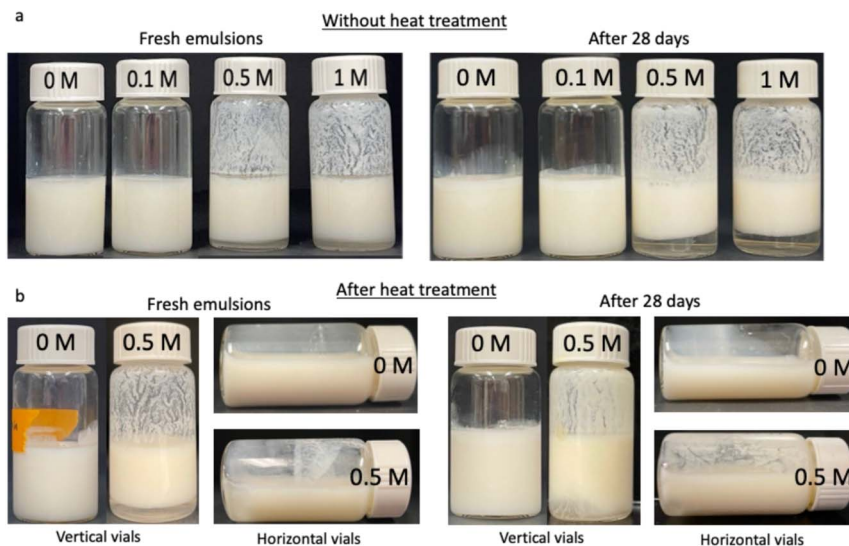 a
Without heat treatment
Fresh emulsions
After 28 days
0 M
0.1 M
0.5 M
1 M
0 M
0.1 M
0.5 M
1 M
b
After heat treatment
Fresh emulsions
After 28 days
0 M
0.5 M
0 M
0.5 M
0 M
0.5 M
0 M
0.5 M
Vertical vials
Horizontal vials
Vertical vials
Horizontal vials